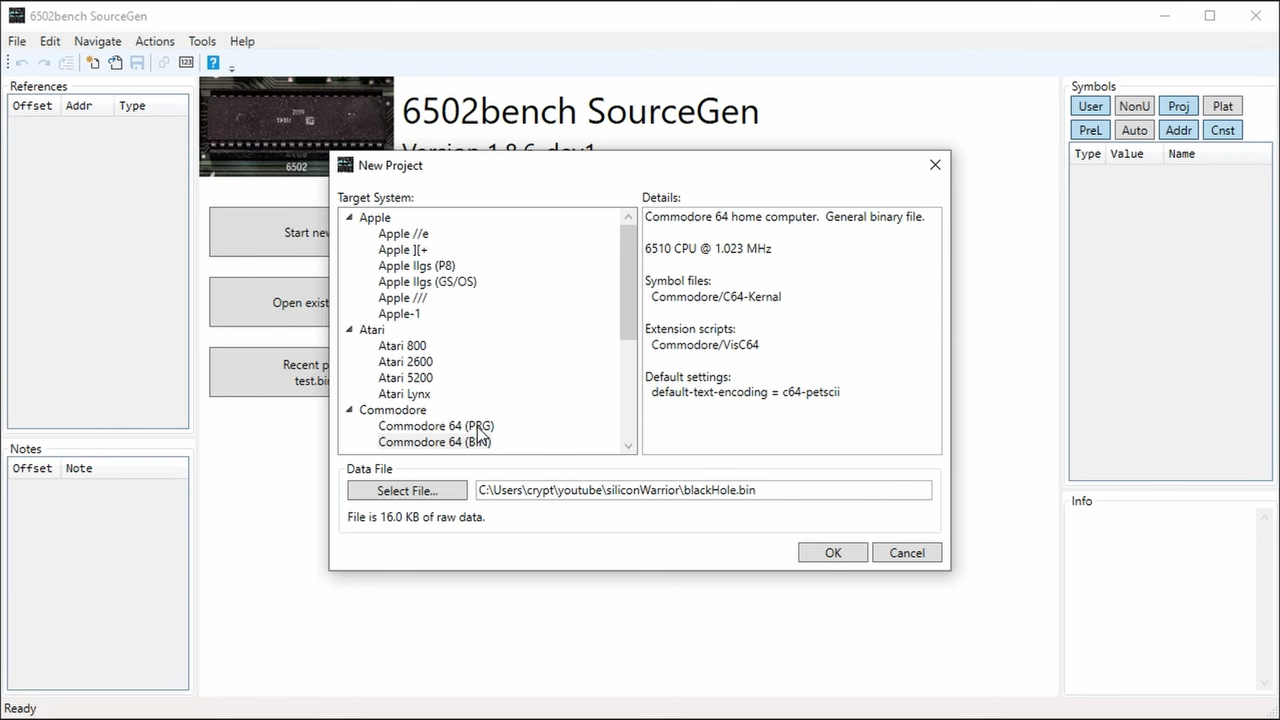 6502bench SourceGen
File Edit Navigate Actions Tools Help
123 ?
References
Offset Addr Type
6502
6502bench SourceGen
Start new
Open exist
Recent p
test.bin
Notes
Offset Note
New Project
Target System:
Apple
Apple //e
Apple ][+
Apple IIgs (P8)
Apple IIgs (GS/OS)
Apple ///
Apple-1
Atari
Atari 800
Atari 2600
Atari 5200
Atari Lynx
Commodore
Commodore 64 (PRG)
Commodore 64 (BIN)
Details:
Commodore 64 home computer. General binary file.
6510 CPU @ 1.023 MHz
Symbol files:
Commodore/C64-Kernal
Extension scripts:
Commodore/VisC64
Default settings:
default-text-encoding = c64-petscii
Data File
Select File... C:\Users\crypt\youtube\siliconWarrior\blackHole.bin
File is 16.0 KB of raw data.
OK Cancel
Symbols
User NonU Proj Plat
PreL Auto Addr Cnst
Type Value Name
Info
Ready